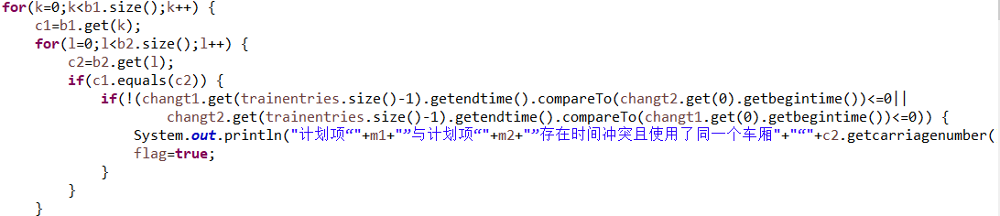 for(k=0;k<b1.size();k++) {
c1=b1.get(k);
for(l=0;l<b2.size();l++) {
c2=b2.get(l);
if(c1.equals(c2)) {
if(!(changt1.get(trainentries.size()-1).getendtime().compareTo(changt2.get(0).getbegintime())<=0||
changt2.get(trainentries.size()-1).getendtime().compareTo(changt1.get(0).getbegintime())<=0)) {
System.out.println("计划项“"+m1+"”与计划项“"+m2+"”存在时间冲突且使用了同一个车厢"+"“"+c2.getcarriagenumber(
flag=true;
}
}
}